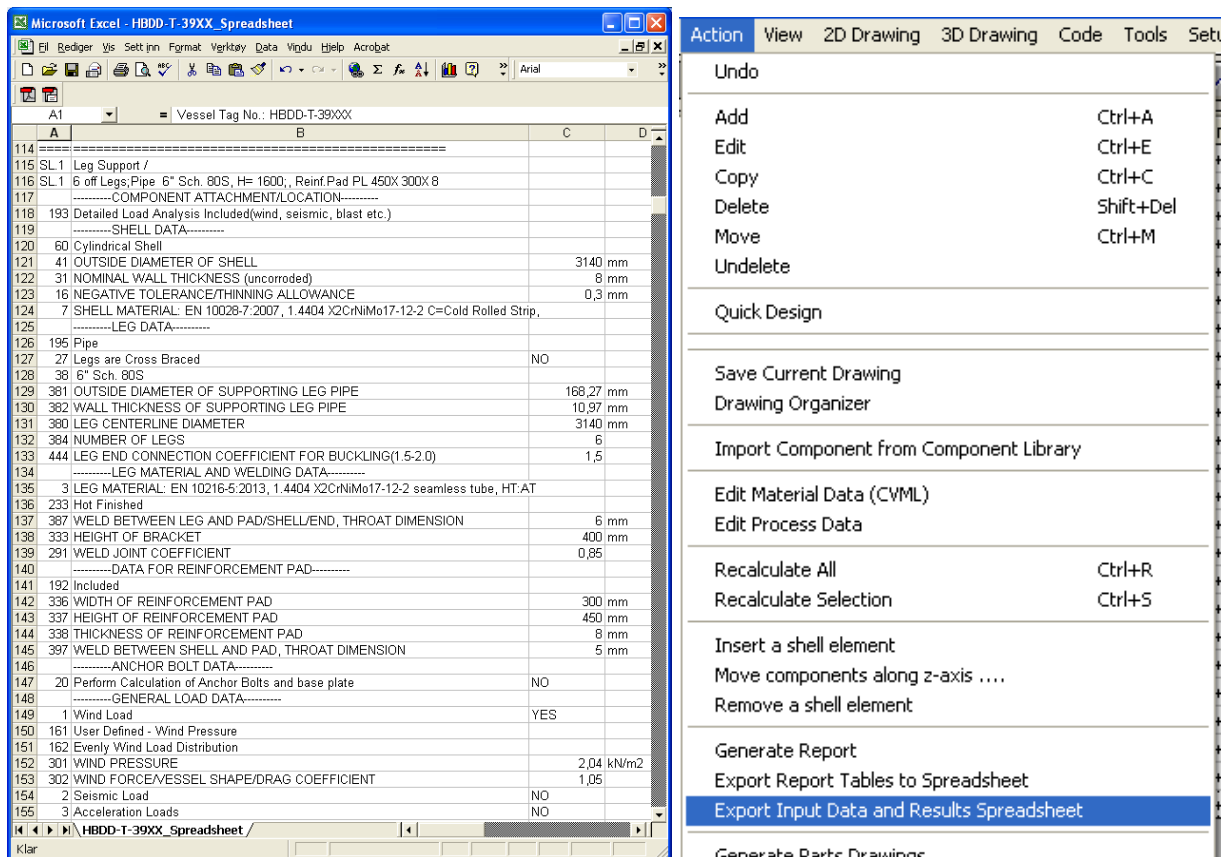 Microsoft Excel - HBDD-T-39XX_Spreadsheet
Fil Rediger Vis Sett inn Format Verktøy Data Vindu Hjelp Acrobat
Arial
A1 = Vessel Tag No.: HBDD-T-39XXX
A B C D
114 ==== ==================================================
115 SL.1 Leg Support /
116 SL.1 6 off Legs;Pipe 6" Sch. 80S, H= 1600;, Reinf.Pad PL 450X 300X 8
117 ----------COMPONENT ATTACHMENT/LOCATION----------
118 193 Detailed Load Analysis Included(wind, seismic, blast etc.)
119 ----------SHELL DATA----------
120 60 Cylindrical Shell
121 41 OUTSIDE DIAMETER OF SHELL 3140 mm
122 31 NOMINAL WALL THICKNESS (uncorroded) 8 mm
123 16 NEGATIVE TOLERANCE/THINNING ALLOWANCE 0,3 mm
124 7 SHELL MATERIAL: EN 10028-7:2007, 1.4404 X2CrNiMo17-12-2 C=Cold Rolled Strip,
125 ----------LEG DATA----------
126 195 Pipe
127 27 Legs are Cross Braced NO
128 38 6" Sch. 80S
129 381 OUTSIDE DIAMETER OF SUPPORTING LEG PIPE 168,27 mm
130 382 WALL THICKNESS OF SUPPORTING LEG PIPE 10,97 mm
131 380 LEG CENTERLINE DIAMETER 3140 mm
132 384 NUMBER OF LEGS 6
133 444 LEG END CONNECTION COEFFICIENT FOR BUCKLING(1.5-2.0) 1,5
134 ----------LEG MATERIAL AND WELDING DATA----------
135 3 LEG MATERIAL: EN 10216-5:2013, 1.4404 X2CrNiMo17-12-2 seamless tube, HT:AT
136 233 Hot Finished
137 387 WELD BETWEEN LEG AND PAD/SHELL/END, THROAT DIMENSION 6 mm
138 333 HEIGHT OF BRACKET 400 mm
139 291 WELD JOINT COEFFICIENT 0,85
140 ----------DATA FOR REINFORCEMENT PAD----------
141 192 Included
142 336 WIDTH OF REINFORCEMENT PAD 300 mm
143 337 HEIGHT OF REINFORCEMENT PAD 450 mm
144 338 THICKNESS OF REINFORCEMENT PAD 8 mm
145 397 WELD BETWEEN SHELL AND PAD, THROAT DIMENSION 5 mm
146 ----------ANCHOR BOLT DATA----------
147 20 Perform Calculation of Anchor Bolts and base plate NO
148 ----------GENERAL LOAD DATA----------
149 1 Wind Load YES
150 161 User Defined - Wind Pressure
151 162 Evenly Wind Load Distribution
152 301 WIND PRESSURE 2,04 kN/m2
153 302 WIND FORCE/VESSEL SHAPE/DRAG COEFFICIENT 1,05
154 2 Seismic Load NO
155 3 Acceleration Loads NO
HBDD-T-39XX_Spreadsheet
Klar
Action View 2D Drawing 3D Drawing Code Tools Setu
Undo
Add Ctrl+A
Edit Ctrl+E
Copy Ctrl+C
Delete Shift+Del
Move Ctrl+M
Undelete
Quick Design
Save Current Drawing
Drawing Organizer
Import Component from Component Library
Edit Material Data (CVML)
Edit Process Data
Recalculate All Ctrl+R
Recalculate Selection Ctrl+S
Insert a shell element
Move components along z-axis ....
Remove a shell element
Generate Report
Export Report Tables to Spreadsheet
Export Input Data and Results Spreadsheet
Generate Parts Drawings